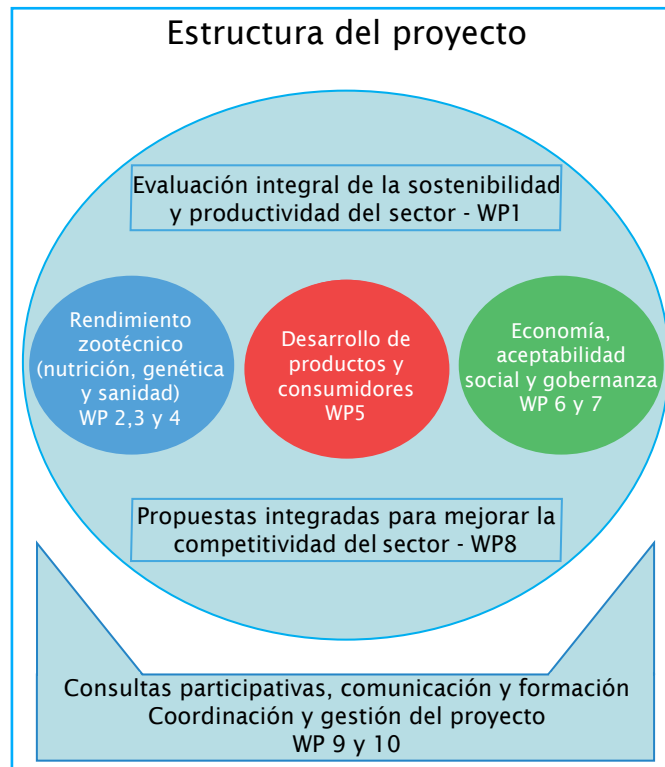 Estructura del proyecto
Evaluación integral de la sostenibilidad
y productividad del sector - WP1
Rendimiento
zootécnico
(nutrición, genética
y sanidad)
WP 2,3 y 4
Desarrollo de
productos y
consumidores
WP5
Economía,
aceptabilidad
social y gobernanza
WP 6 y 7
Propuestas integradas para mejorar la
competitividad del sector - WP8
Consultas participativas, comunicación y formación
Coordinación y gestión del proyecto
WP 9 y 10